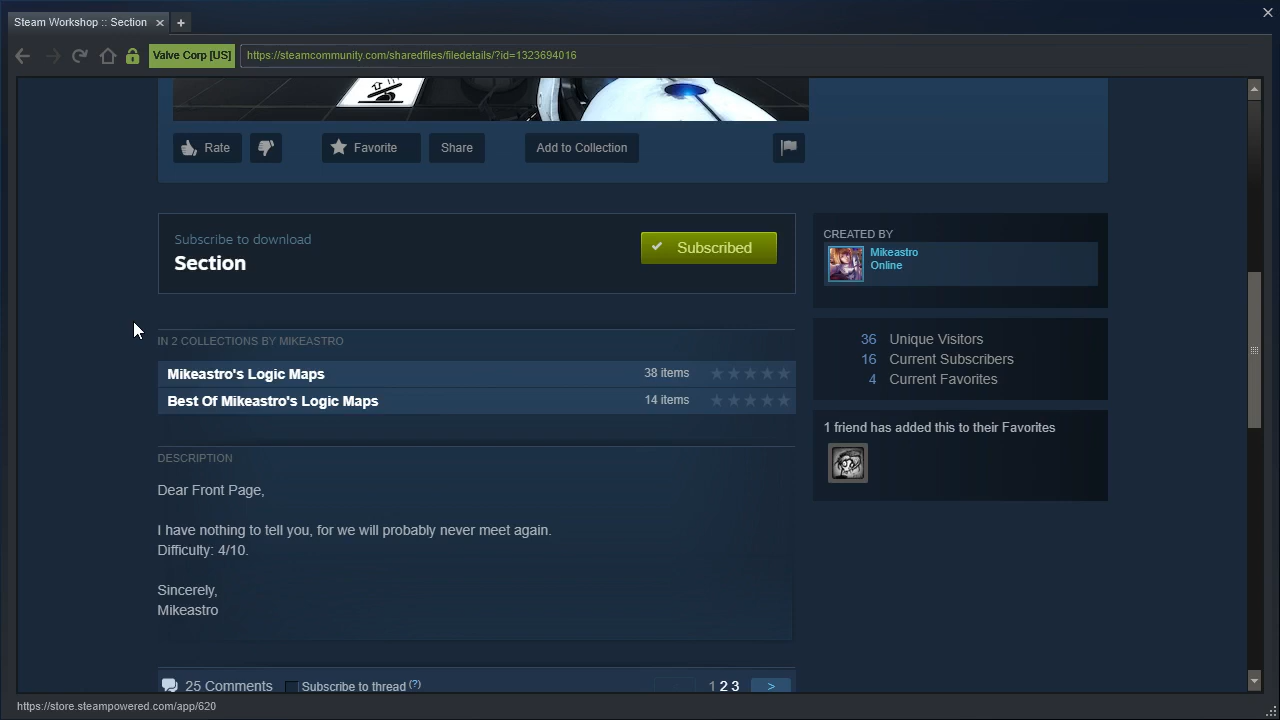 Steam Workshop :: Section
Valve Corp [US]
https://steamcommunity.com/sharedfiles/filedetails/?id=1323694016
Rate
Favorite
Share
Add to Collection
Subscribe to download
Section
Subscribed
CREATED BY
Mikeastro
Online
IN 2 COLLECTIONS BY MIKEASTRO
Mikeastro's Logic Maps 38 items
Best Of Mikeastro's Logic Maps 14 items
36 Unique Visitors
16 Current Subscribers
4 Current Favorites
1 friend has added this to their Favorites
DESCRIPTION
Dear Front Page,
I have nothing to tell you, for we will probably never meet again.
Difficulty: 4/10.
Sincerely,
Mikeastro
25 Comments Subscribe to thread (?) 1 2 3 >
https://store.steampowered.com/app/620